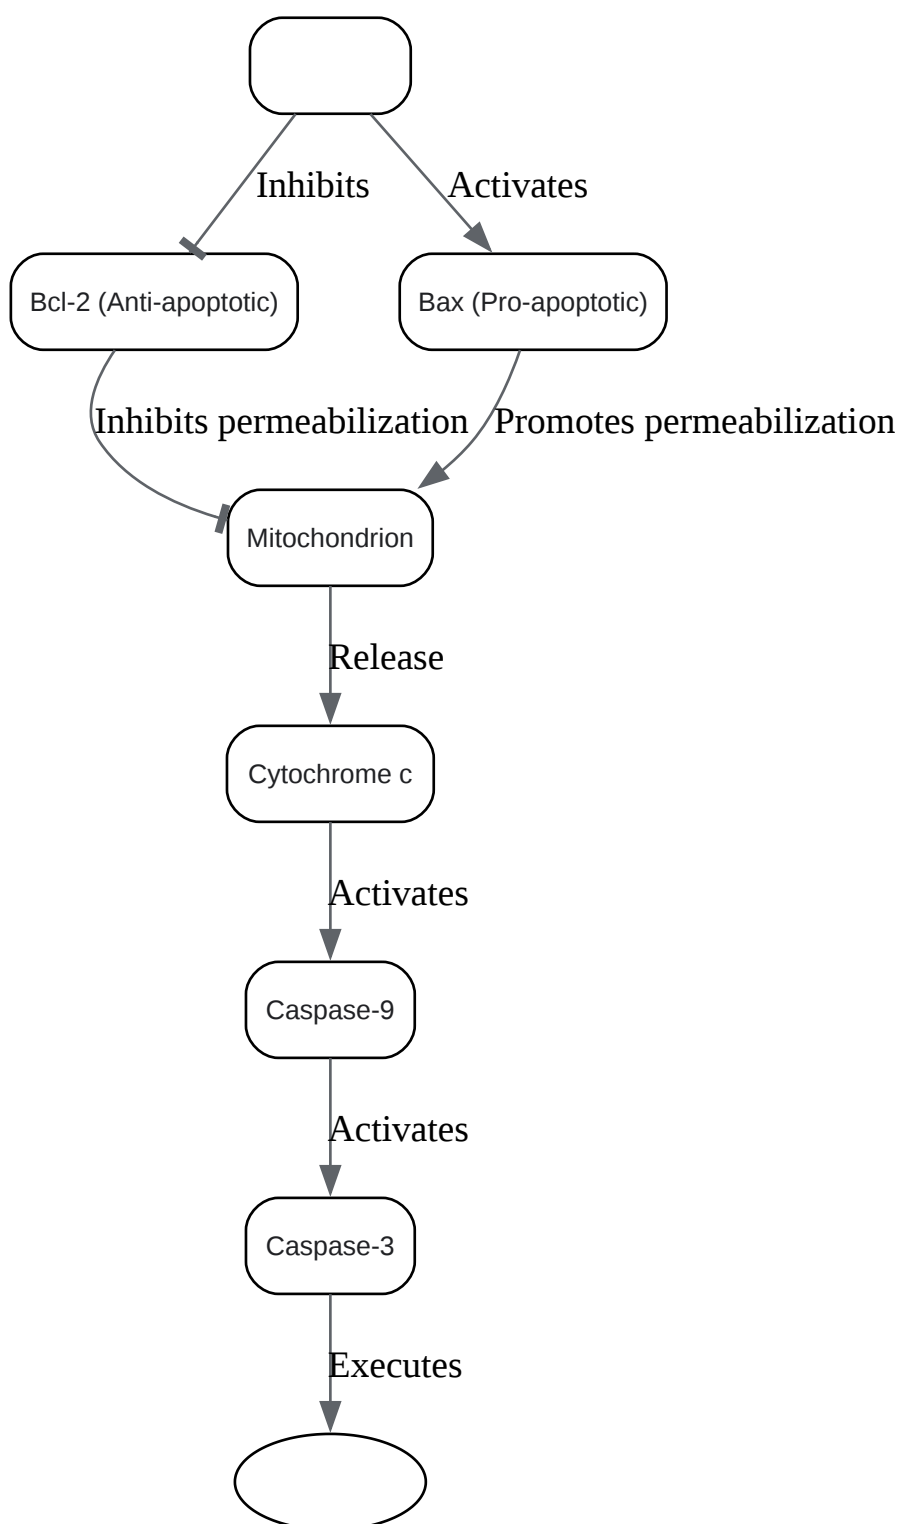 Inhibits
Activates
Bcl-2 (Anti-apoptotic)
Bax (Pro-apoptotic)
Inhibits permeabilization
Promotes permeabilization
Mitochondrion
Release
Cytochrome c
Activates
Caspase-9
Activates
Caspase-3
Executes